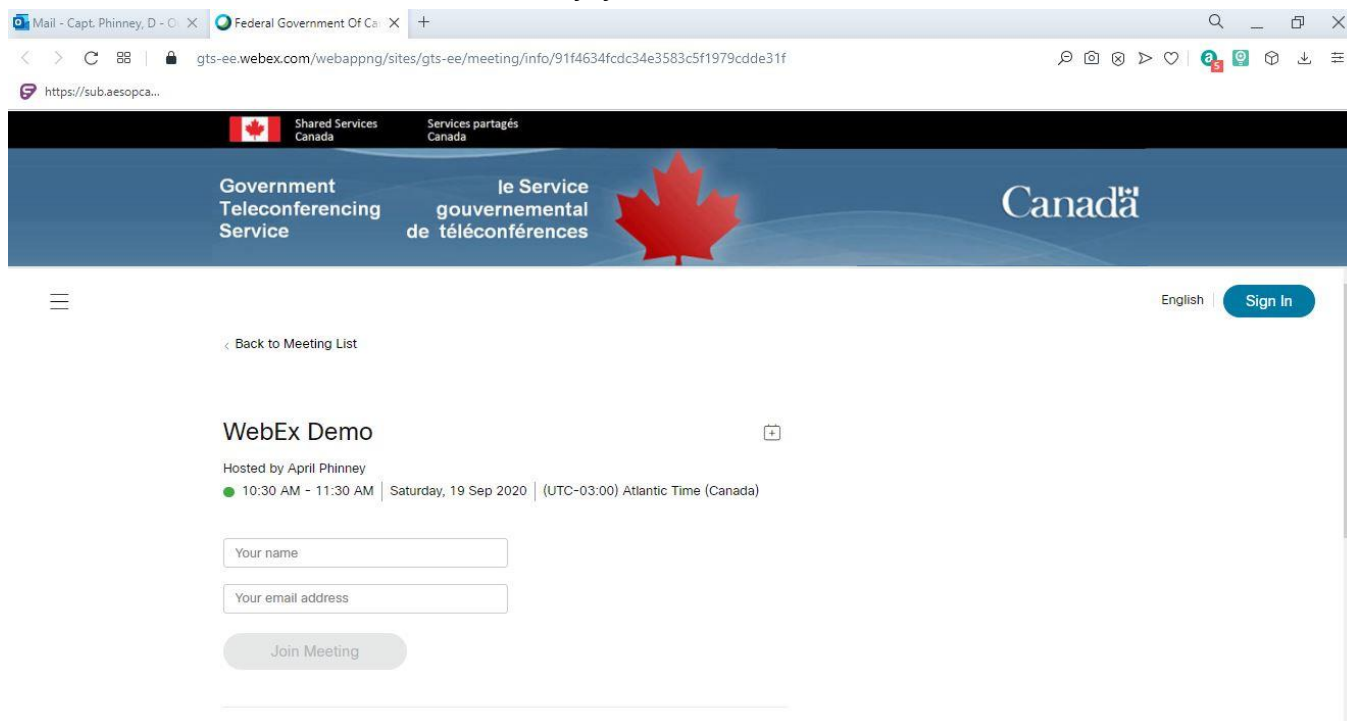 Mail - Capt. Phinney, D - O
Federal Government Of Ca
gts-ee.webex.com/webappng/sites/gts-ee/meeting/info/91f4634fcdc34e3583c5f1979cdde31f
5
https://sub.aesopca...
Shared Services Canada
Services partagés Canada
Government Teleconferencing Service
le Service gouvernemental de téléconférences
Canada
English
Sign In
Back to Meeting List
WebEx Demo
Hosted by April Phinney
10:30 AM - 11:30 AM | Saturday, 19 Sep 2020 | (UTC-03:00) Atlantic Time (Canada)
Your name
Your email address
Join Meeting